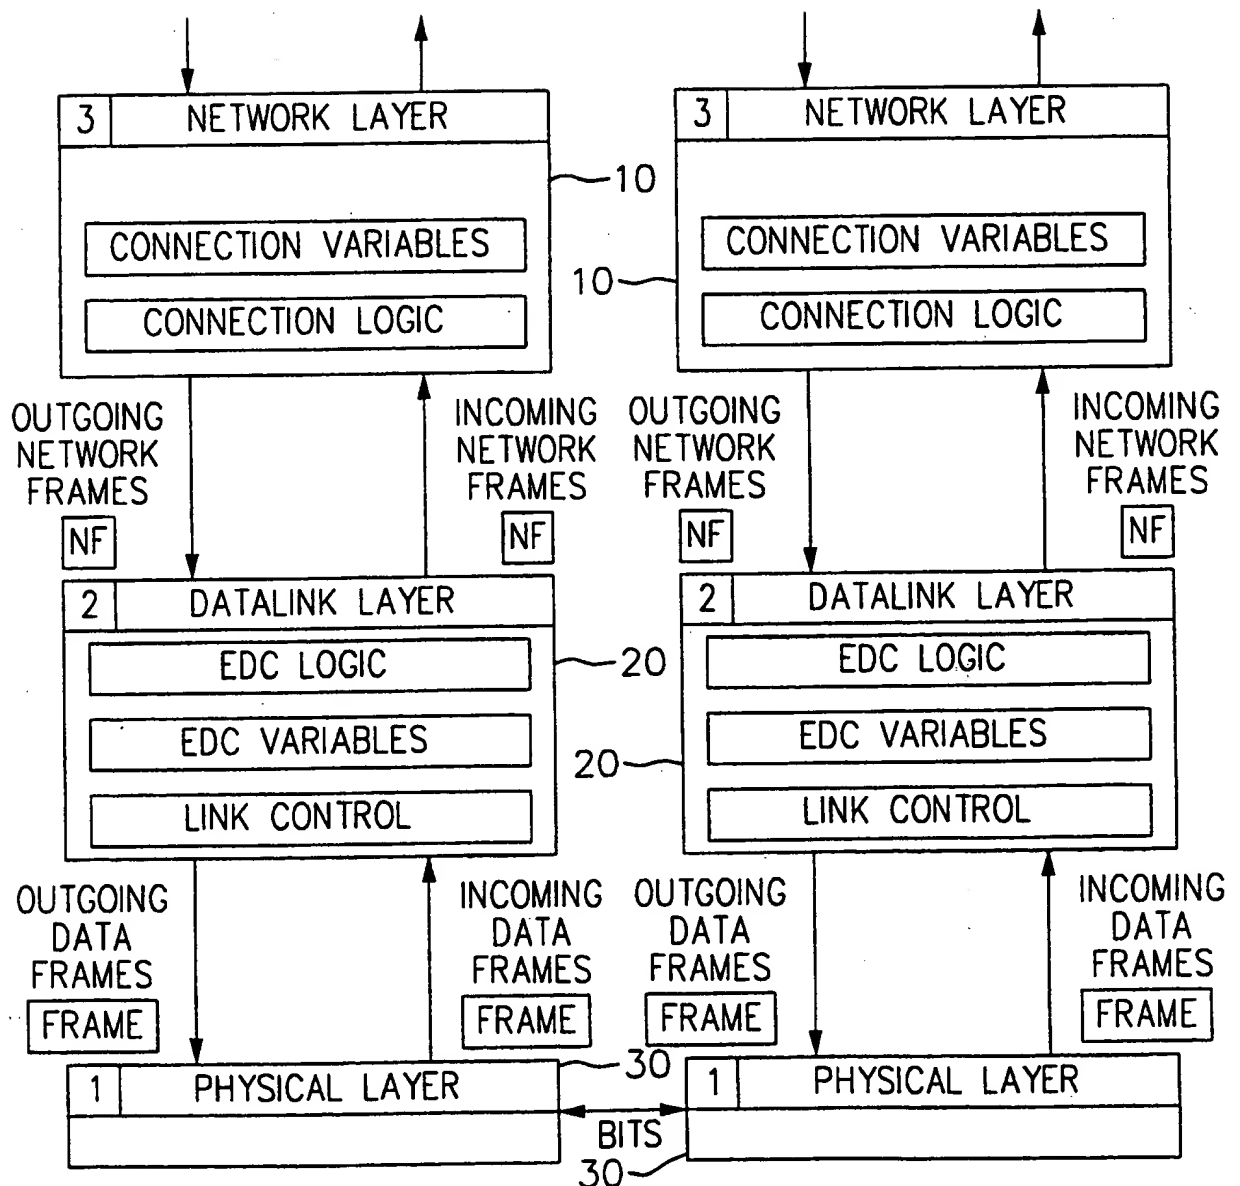 3 NETWORK LAYER
CONNECTION VARIABLES
CONNECTION LOGIC
10
3 NETWORK LAYER
CONNECTION VARIABLES
CONNECTION LOGIC
10
OUTGOING
NETWORK
FRAMES
NF
INCOMING
NETWORK
FRAMES
NF
OUTGOING
NETWORK
FRAMES
NF
INCOMING
NETWORK
FRAMES
NF
2 DATALINK LAYER
EDC LOGIC
EDC VARIABLES
LINK CONTROL
20
2 DATALINK LAYER
EDC LOGIC
EDC VARIABLES
LINK CONTROL
20
OUTGOING
DATA
FRAMES
FRAME
INCOMING
DATA
FRAMES
FRAME
OUTGOING
DATA
FRAMES
FRAME
INCOMING
DATA
FRAMES
FRAME
1 PHYSICAL LAYER
30
BITS
1 PHYSICAL LAYER
30